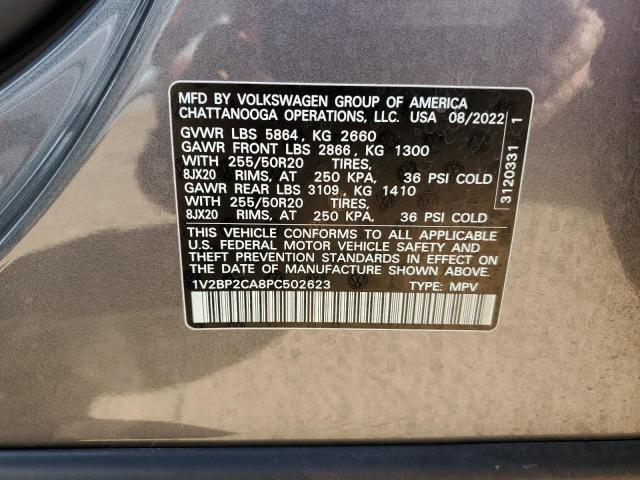 MFD BY VOLKSWAGEN GROUP OF AMERICA
CHATTANOOGA OPERATIONS, LLC. USA 08/2022
GVWR LBS 5864, KG 2660
GAWR FRONT LBS 2866, KG 1300
WITH 255/50R20 TIRES,
8JX20 RIMS, AT 250 KPA, 36 PSI COLD
GAWR REAR LBS 3109, KG 1410
WITH 255/50R20 TIRES,
8JX20 RIMS, AT 250 KPA, 36 PSI COLD
THIS VEHICLE CONFORMS TO ALL APPLICABLE
U.S. FEDERAL MOTOR VEHICLE SAFETY AND
THEFT PREVENTION STANDARDS IN EFFECT ON
THE DATE OF MANUFACTURE SHOWN ABOVE.
1V2BP2CA8PC502623 TYPE: MPV
3120331 1